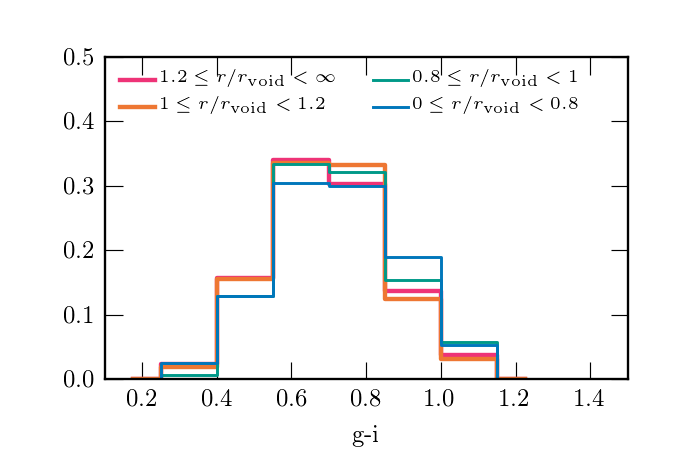 0.5
1.2 ≤ r/r_void < ∞ 0.8 ≤ r/r_void < 1
1 ≤ r/r_void < 1.2 0 ≤ r/r_void < 0.8
0.4
0.3
0.2
0.1
0.0
0.2 0.4 0.6 0.8 1.0 1.2 1.4
g-i